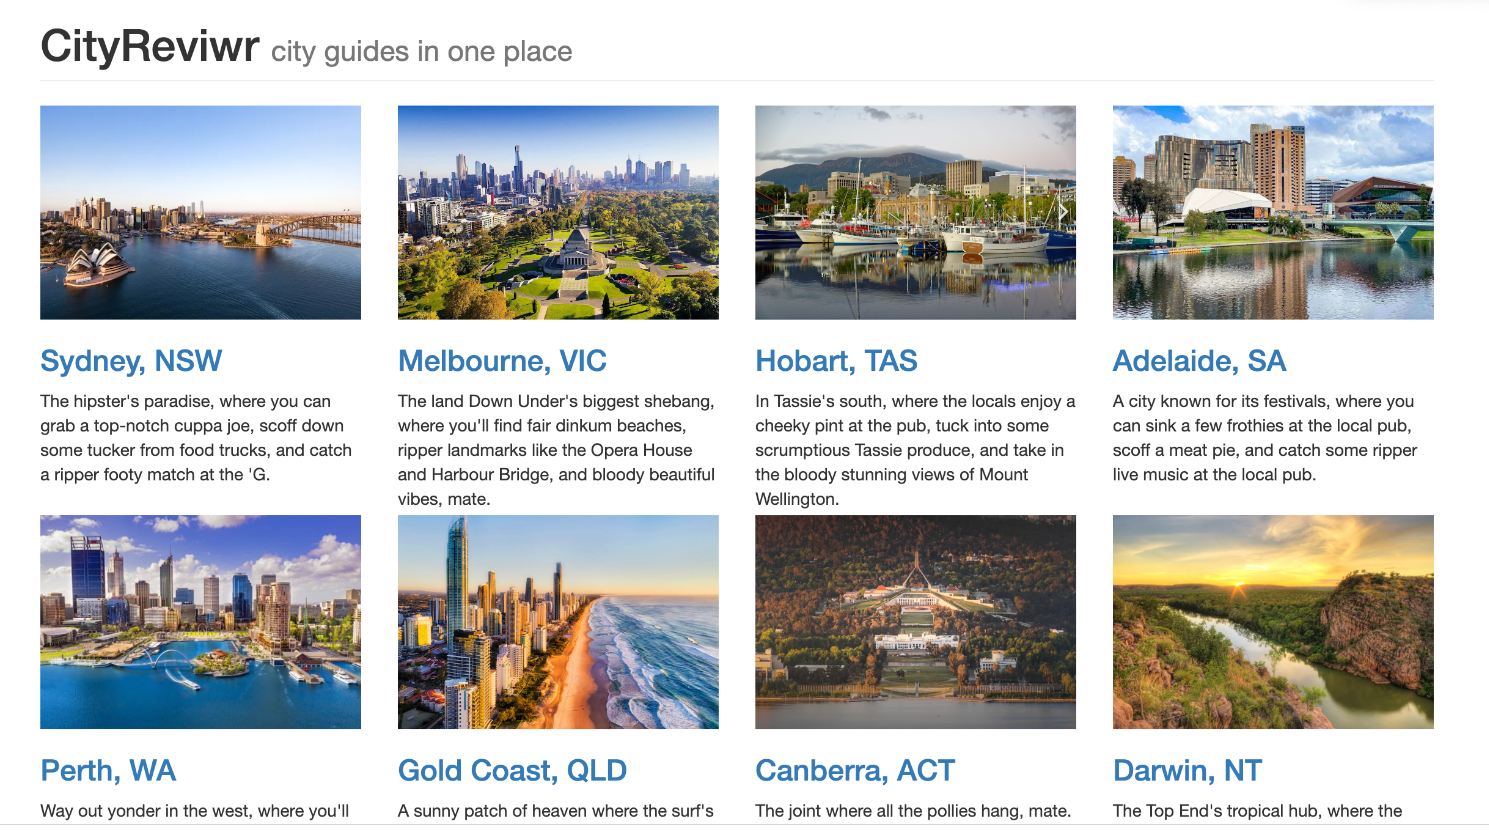 CityReviwr city guides in one place
Sydney, NSW
The hipster's paradise, where you can
grab a top-notch cuppa joe, scoff down
some tucker from food trucks, and catch
a ripper footy match at the 'G.
Melbourne, VIC
The land Down Under's biggest shebang,
where you'll find fair dinkum beaches,
ripper landmarks like the Opera House
and Harbour Bridge, and bloody beautiful
vibes, mate.
Hobart, TAS
In Tassie's south, where the locals enjoy a
cheeky pint at the pub, tuck into some
scrumptious Tassie produce, and take in
the bloody stunning views of Mount
Wellington.
Adelaide, SA
A city known for its festivals, where you
can sink a few frothies at the local pub,
scoff a meat pie, and catch some ripper
live music at the local pub.
Perth, WA
Way out yonder in the west, where you'll
Gold Coast, QLD
A sunny patch of heaven where the surf's
Canberra, ACT
The joint where all the pollies hang, mate.
Darwin, NT
The Top End's tropical hub, where the